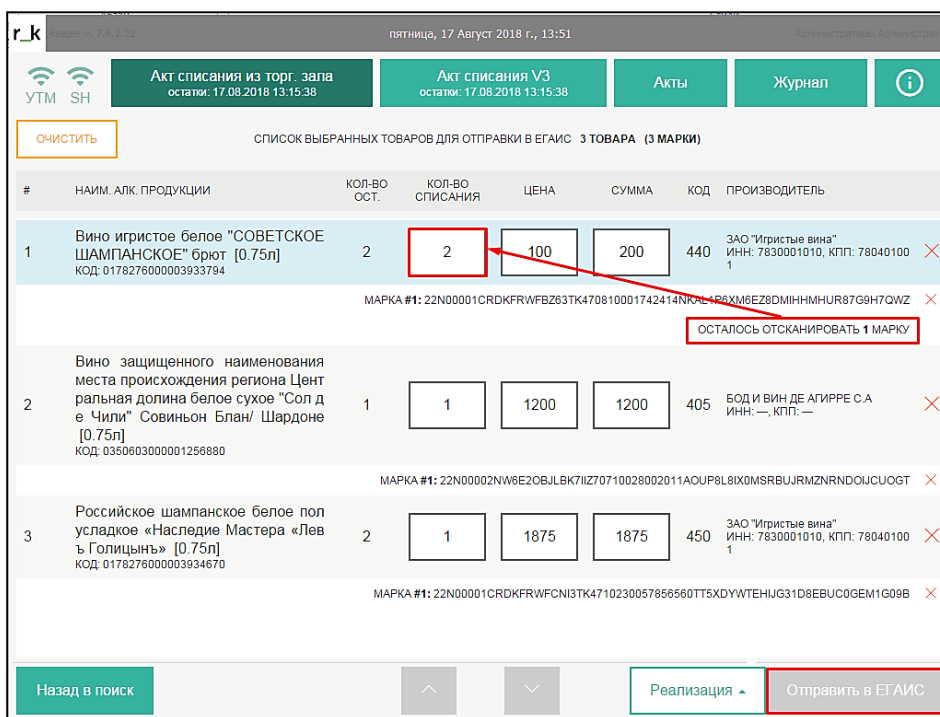 r_k
r-keeper v. 7.6.2.22
пятница, 17 Август 2018 г., 13:51
Администраторы Администрат
УТМ SH
Акт списания из торг. зала
остатки: 17.08.2018 13:15:38
Акт списания V3
остатки: 17.08.2018 13:15:38
Акты
Журнал
ОЧИСТИТЬ
СПИСОК ВЫБРАННЫХ ТОВАРОВ ДЛЯ ОТПРАВКИ В ЕГАИС 3 ТОВАРА (3 МАРКИ)
# НАИМ. АЛК. ПРОДУКЦИИ КОЛ-ВО ОСТ. КОЛ-ВО СПИСАНИЯ ЦЕНА СУММА КОД ПРОИЗВОДИТЕЛЬ
1
Вино игристое белое "СОВЕТСКОЕ
ШАМПАНСКОЕ" брют [0.75л]
КОД: 0178276000003933794
2 2 100 200 440
ЗАО "Игристые вина"
ИНН: 7830001010, КПП: 78040100
1
МАРКА #1: 22N00001CRDKFRWFBZ63TK470810001742414NKAL1P6XM6EZ8DMIHHMHUR87G9H7QWZ
ОСТАЛОСЬ ОТСКАНИРОВАТЬ 1 МАРКУ
2
Вино защищенного наименования
места происхождения региона Цент
ральная долина белое сухое "Сол д
е Чили" Совиньон Блан/ Шардоне
[0.75л]
КОД: 0350603000001256880
1 1 1200 1200 405
БОД И ВИН ДЕ АГИРРЕ С.А
ИНН: —, КПП: —
МАРКА #1: 22N00002NW6E2OBJLBK7IIZ70710028002011AOUP8L8IX0MSRBUJRMZNRNDOIJCUOGT
3
Российское шампанское белое пол
усладкое «Наследие Мастера «Лев
ъ Голицынъ» [0.75л]
КОД: 0178276000003934670
2 1 1875 1875 450
ЗАО "Игристые вина"
ИНН: 7830001010, КПП: 78040100
1
МАРКА #1: 22N00001CRDKFRWFCNI3TK4710230057856560TT5XDYWTEHIJG31D8EBUC0GEM1G09B
Назад в поиск
Реализация
Отправить в ЕГАИС